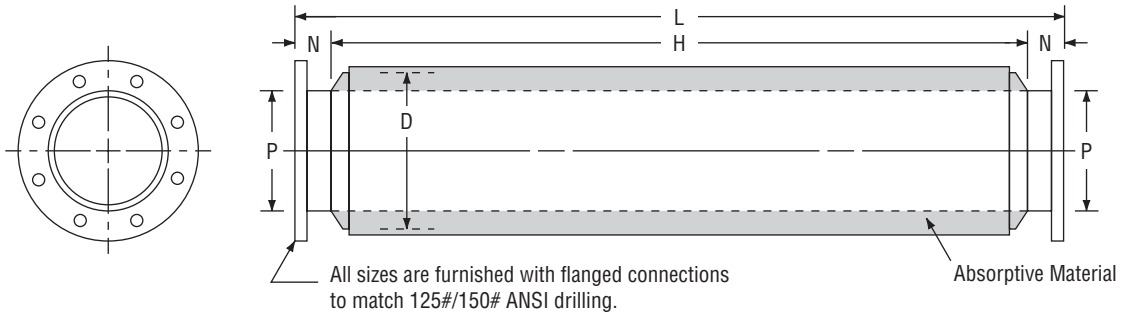 L
N
H
N
D
P
P
All sizes are furnished with flanged connections
to match 125#/150# ANSI drilling.
Absorptive Material